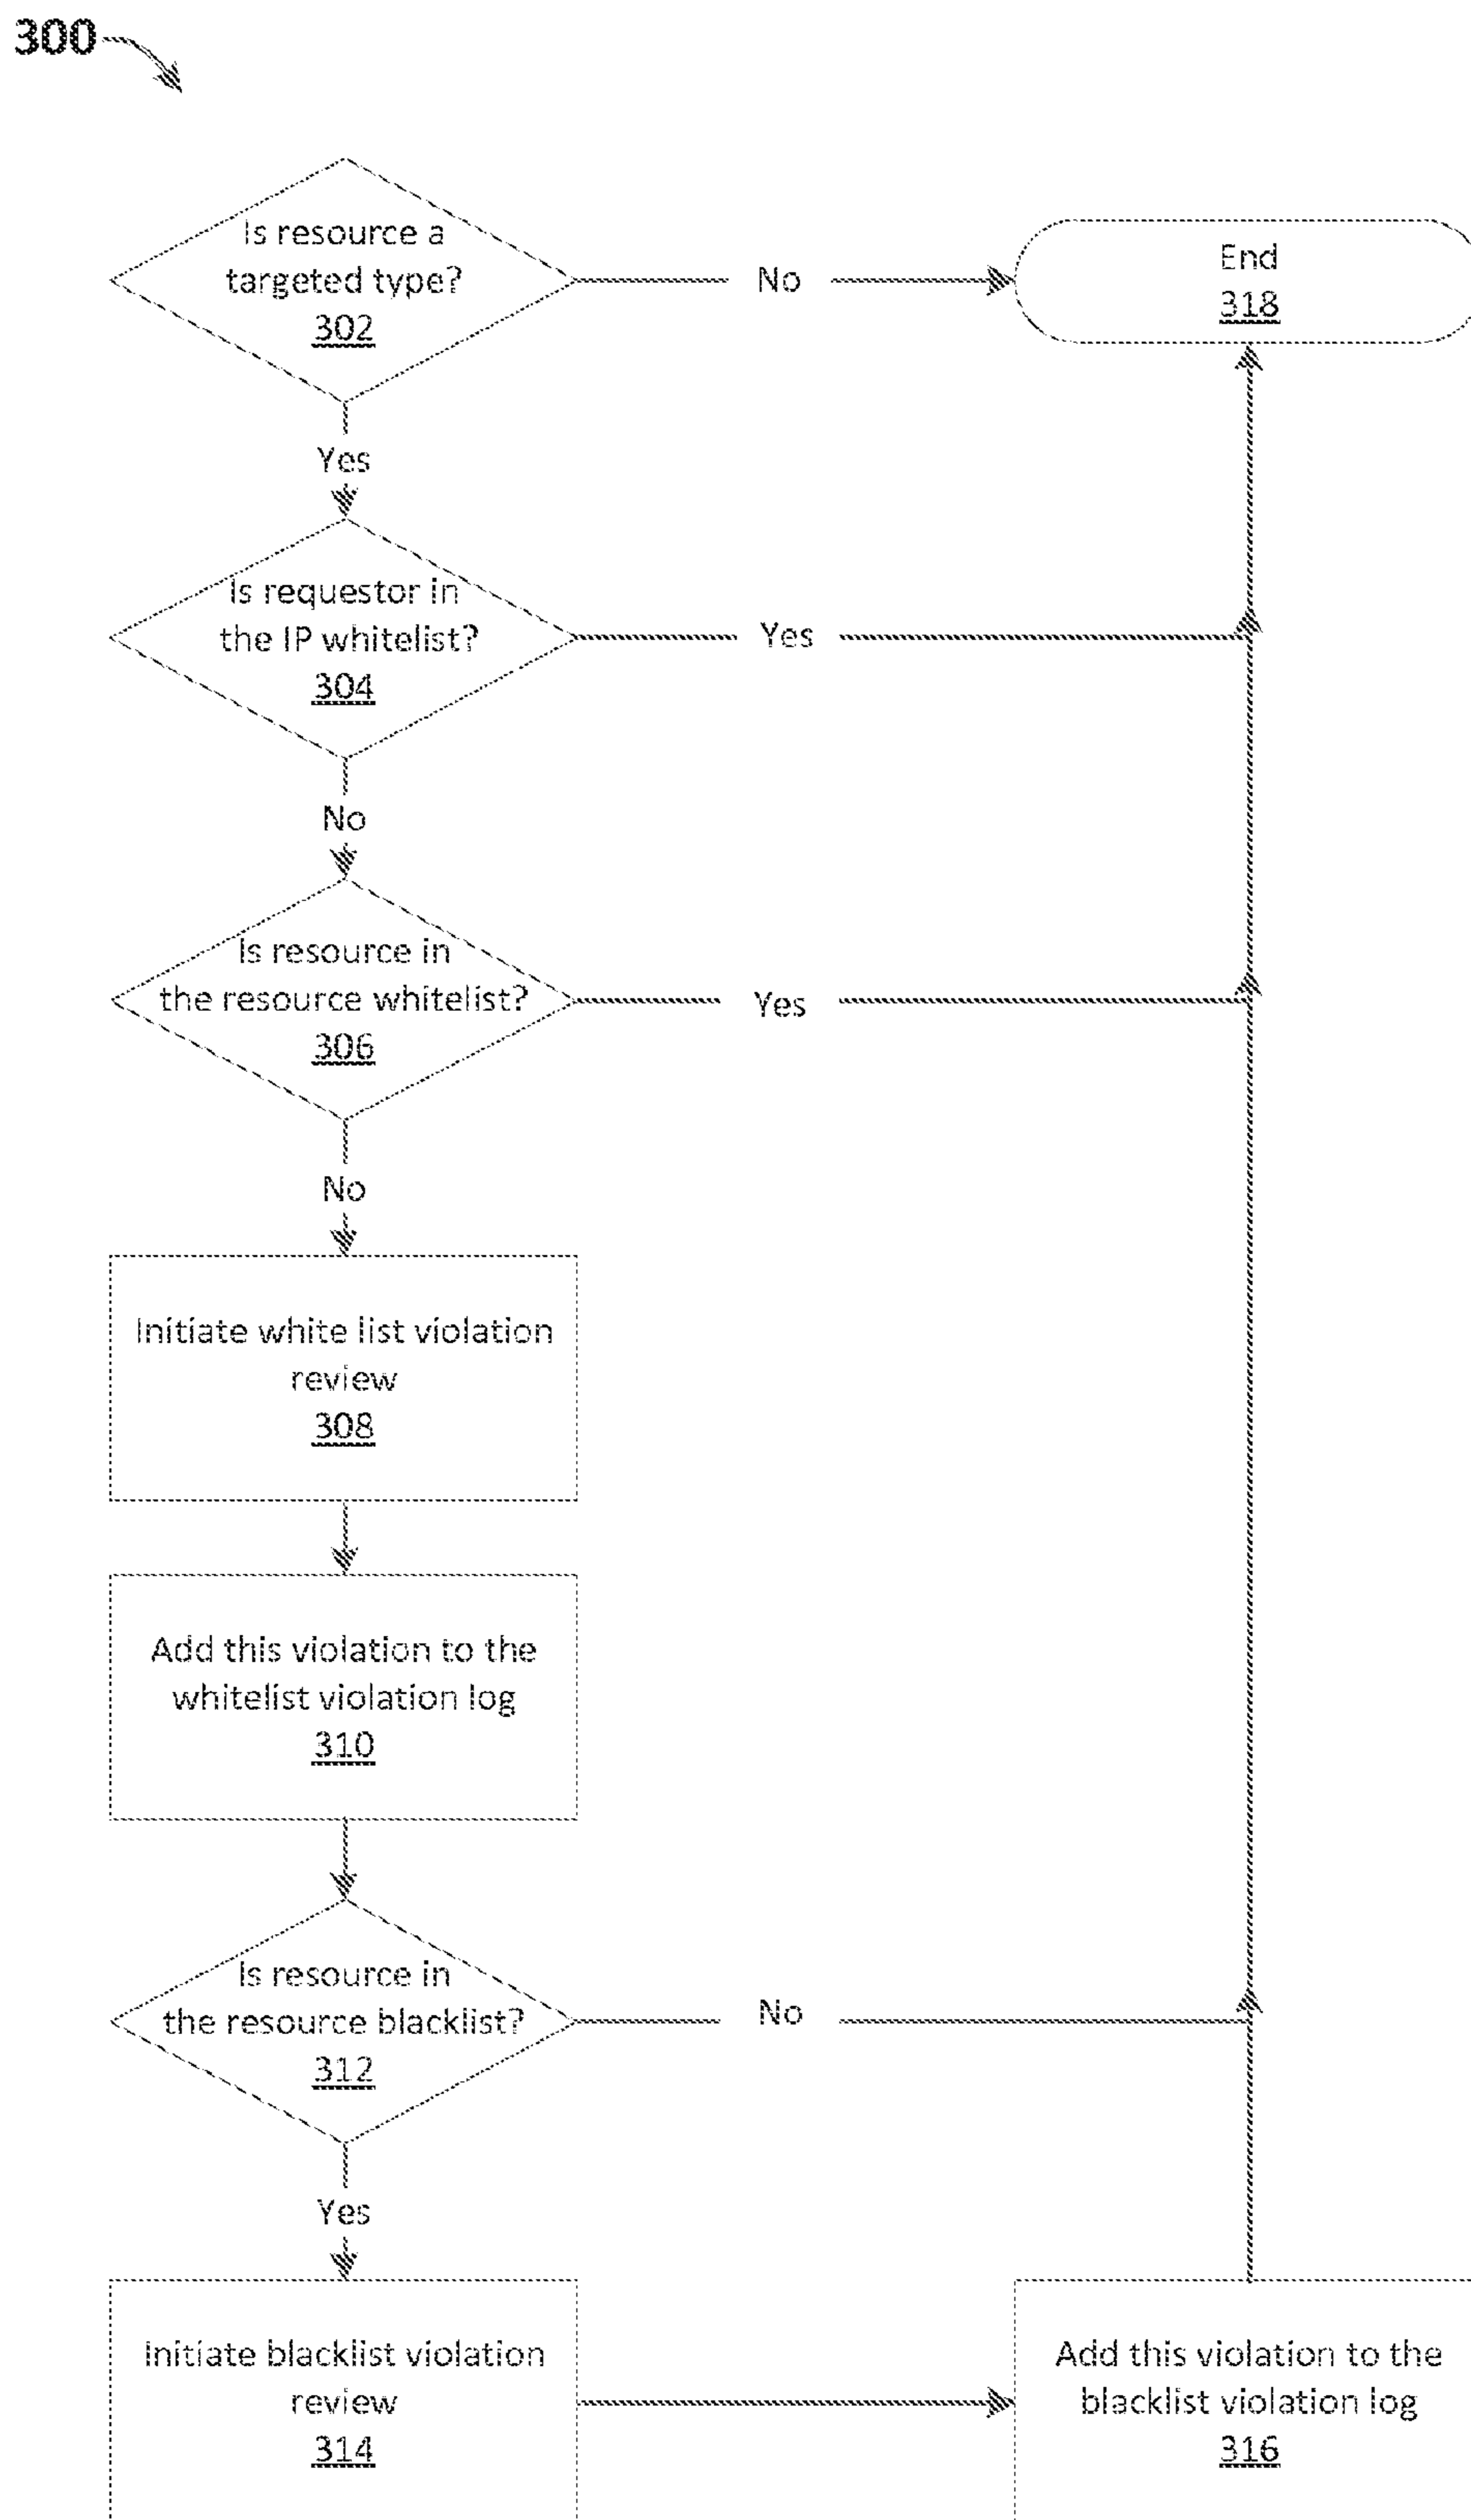 300
Is resource a
targeted type?
302
No
End
318
Yes
Is requestor in
the IP whitelist?
304
Yes
No
Is resource in
the resource whitelist?
306
Yes
No
Initiate white list violation
review
308
Add this violation to the
whitelist violation log
310
Is resource in
the resource blacklist?
312
No
Yes
Initiate blacklist violation
review
314
Add this violation to the
blacklist violation log
316